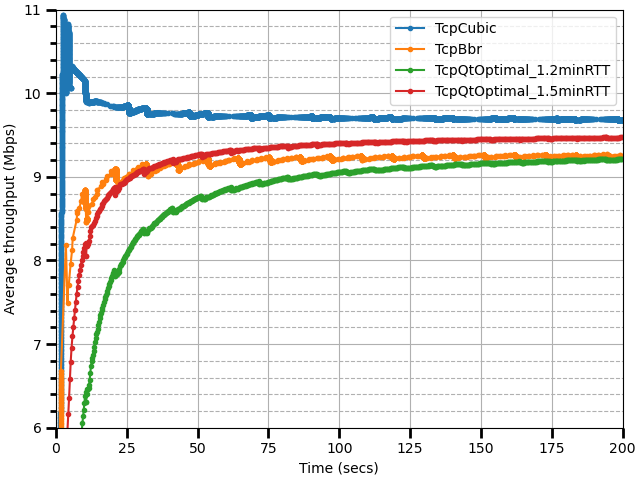 11
10
9
8
7
6
Average throughput (Mbps)
TcpCubic
TcpBbr
TcpQtOptimal_1.2minRTT
TcpQtOptimal_1.5minRTT
0 25 50 75 100 125 150 175 200
Time (secs)